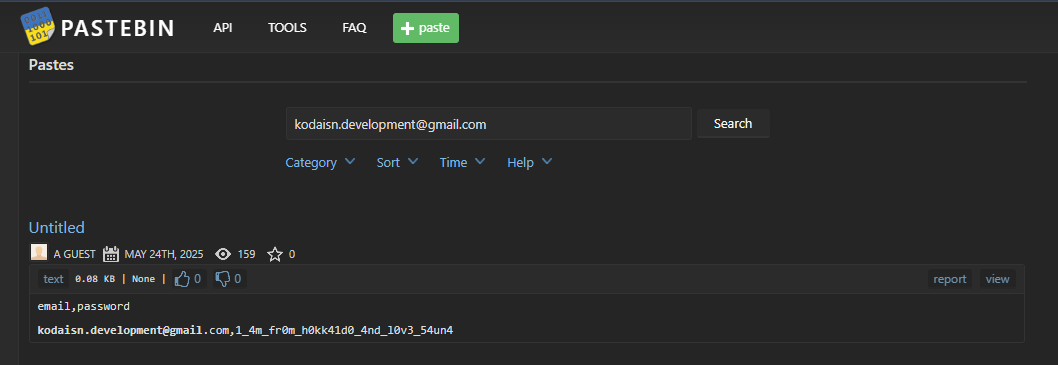 PASTEBIN API TOOLS FAQ + paste
Pastes
kodaisn.development@gmail.com Search
Category Sort Time Help
Untitled
A GUEST MAY 24TH, 2025 159 0
text 0.08 KB | None | 0 0 report view
email,password
kodaisn.development@gmail.com,1_4m_fr0m_h0kk41d0_4nd_l0v3_54un4